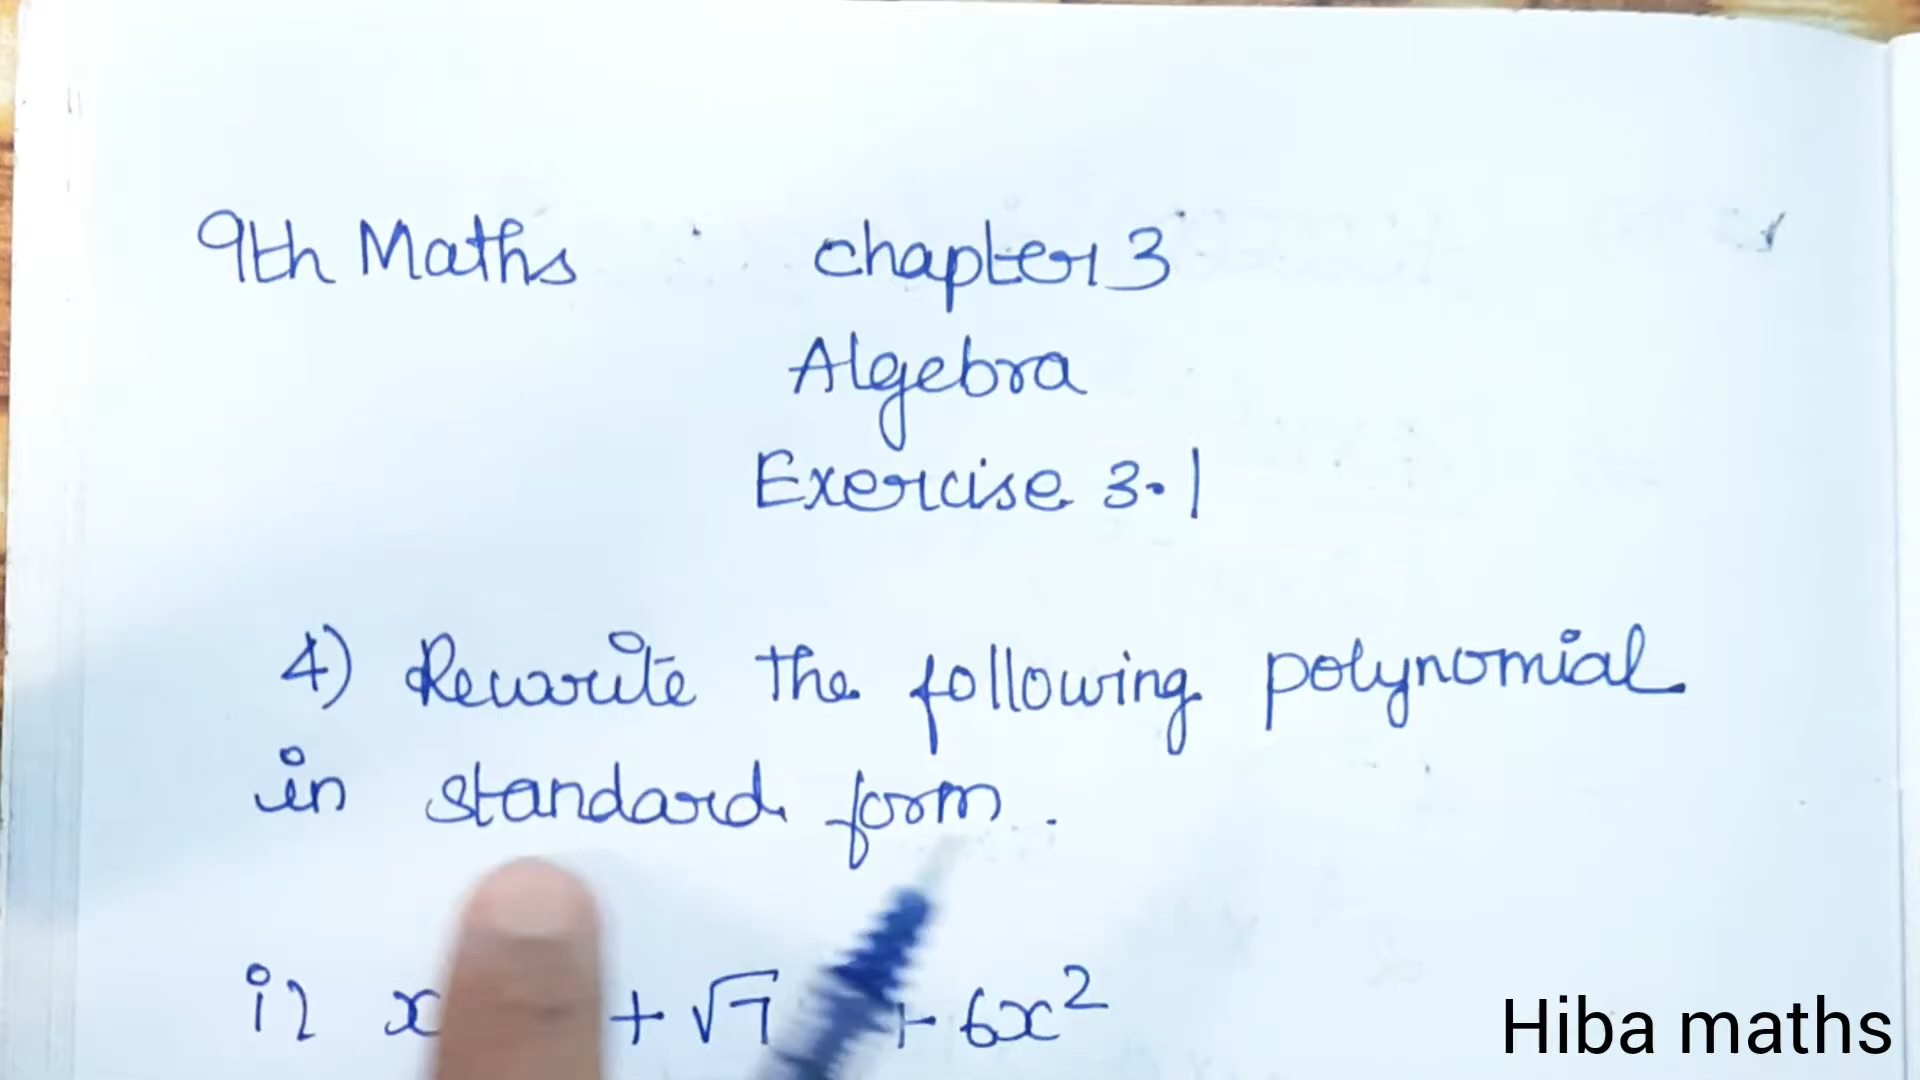 9th Maths chapter 3
Algebra
Exercise 3.1
4) Rewrite the following polynomial
in standard form.
i) x + √7 + 6x²
Hiba maths